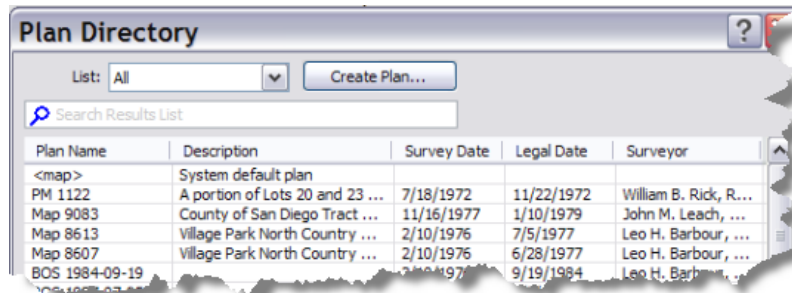 Plan Directory ?
List: All Create Plan...
Search Results List
Plan Name Description Survey Date Legal Date Surveyor
<map> System default plan
PM 1122 A portion of Lots 20 and 23 ... 7/18/1972 11/22/1972 William B. Rick, R...
Map 9083 County of San Diego Tract ... 11/16/1977 1/10/1979 John M. Leach, ...
Map 8613 Village Park North Country ... 2/10/1976 7/5/1977 Leo H. Barbour, ...
Map 8607 Village Park North Country ... 2/10/1976 6/28/1977 Leo H. Barbour, ...
BOS 1984-09-19 9/19/1984 Leo H. Barbour, ...